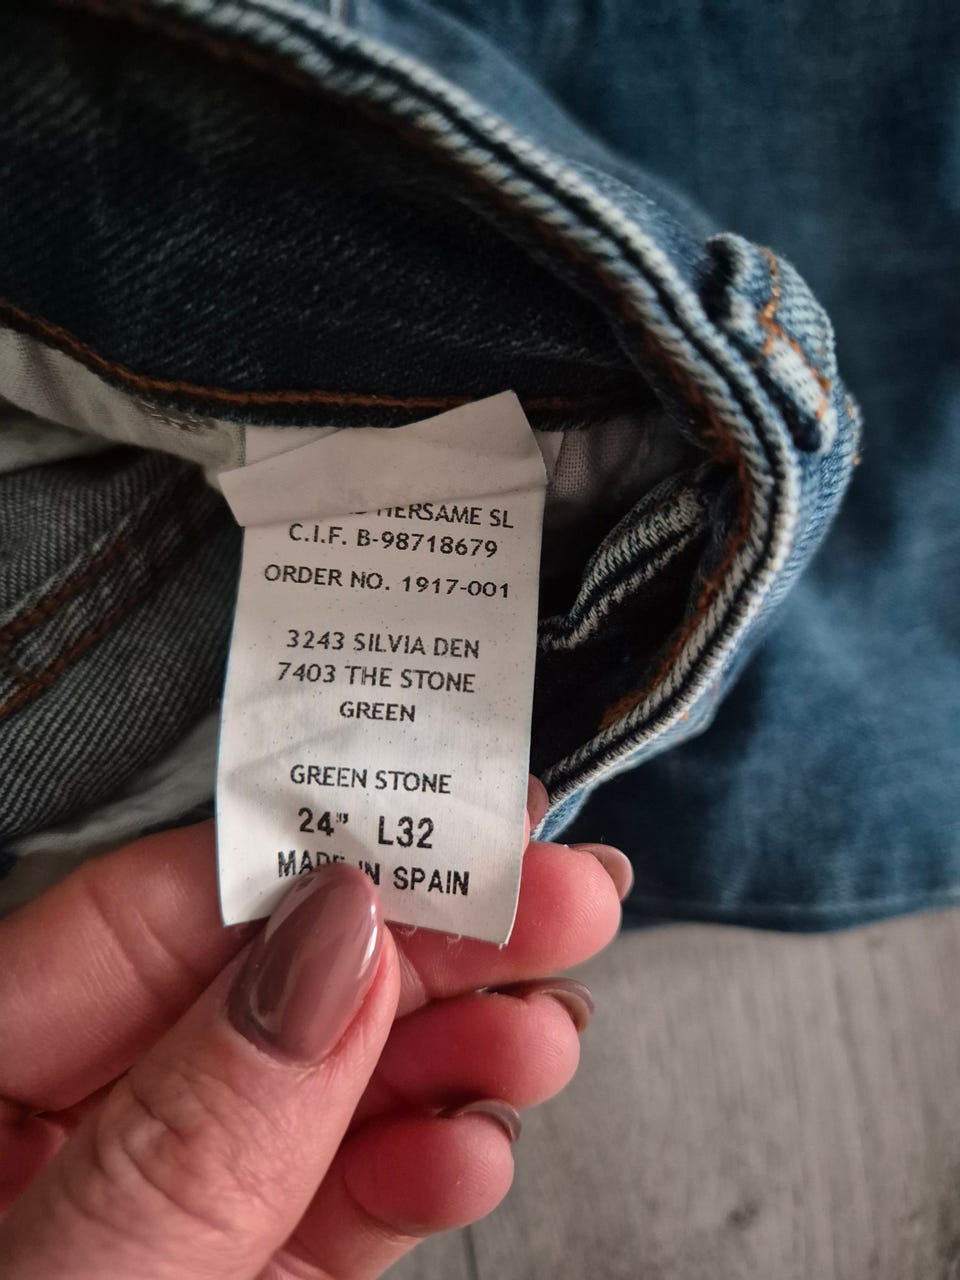 HERSAME SL
C.I.F. B-98718679
ORDER NO. 1917-001
3243 SILVIA DEN
7403 THE STONE
GREEN
GREEN STONE
24" L32
MADE IN SPAIN